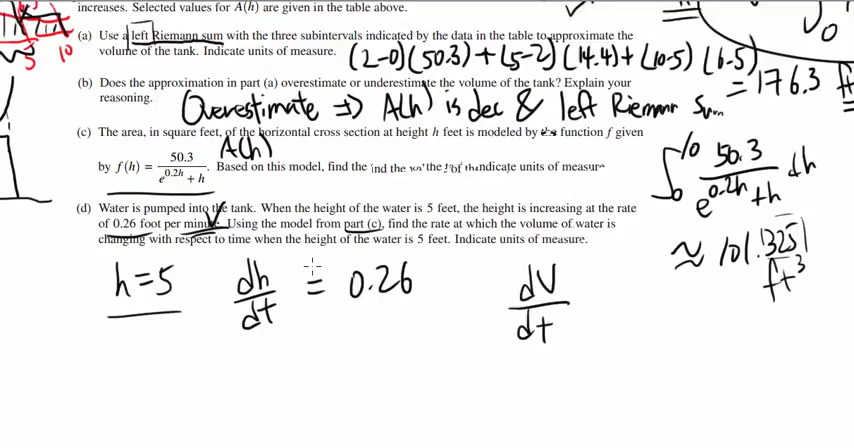 increases. Selected values for A(h) are given in the table above.
(a) Use a left Riemann sum with the three subintervals indicated by the data in the table to approximate the
volume of the tank. Indicate units of measure.
(2-0)(50.3)+(5-2)(14.4)+(10-5)(6.5)
= 176.3 ft
5
10
0
(b) Does the approximation in part (a) overestimate or underestimate the volume of the tank? Explain your
reasoning.
Overestimate => A(h) is dec & left Riemann Sum
(c) The area, in square feet, of the horizontal cross section at height h feet is modeled by the function f given
A(h)
by f(h) = 50.3 / (e^0.2h + h). Based on this model, find the
∫_0^10 50.3 / (e^0.2h + h) dh
≈ 101.325 ft³
(d) Water is pumped into the tank. When the height of the water is 5 feet, the height is increasing at the rate
of 0.26 foot per minute. Using the model from part (c), find the rate at which the volume of water is
changing with respect to time when the height of the water is 5 feet. Indicate units of measure.
h=5 dh/dt = 0.26 dV/dt